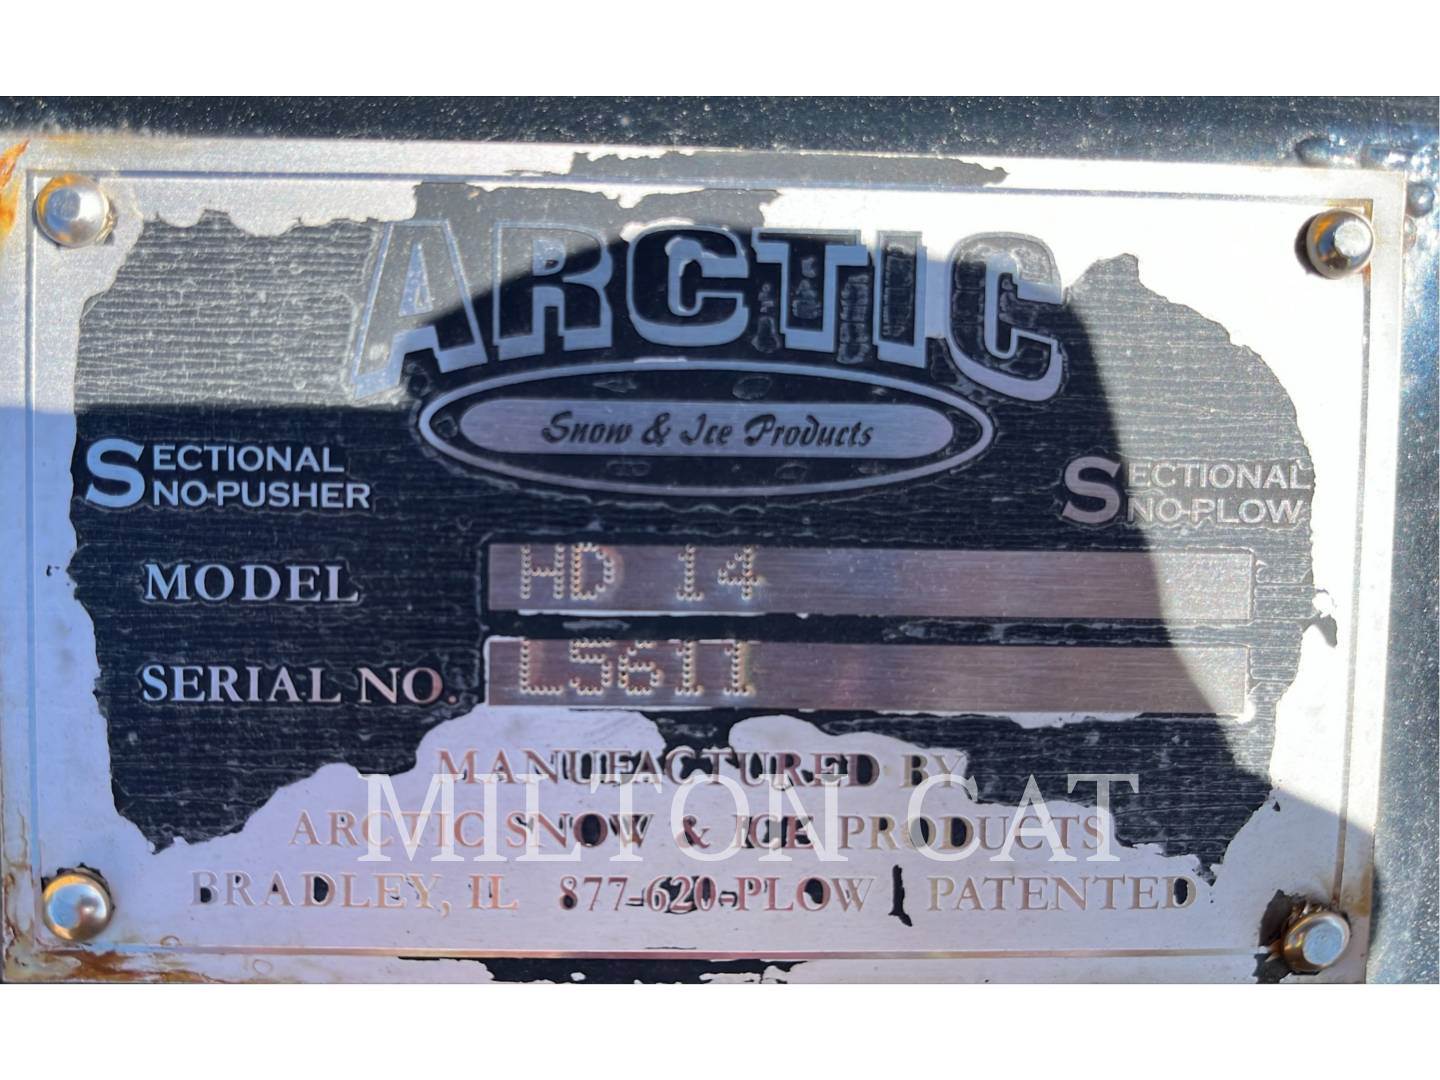 ARCTIC
Snow & Ice Products
SECTIONAL SNO-PUSHER
SECTIONAL SNO-PLOW
MODEL HD 14
SERIAL NO. L5611
MANUFACTURED BY
ARCTIC SNOW & ICE PRODUCTS
BRADLEY, IL 877-620-PLOW PATENTED
MILTON CAT